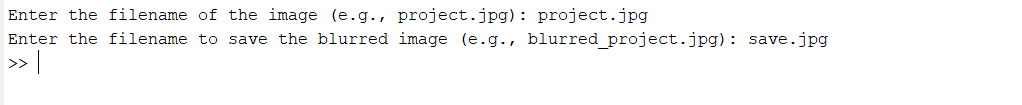 Enter the filename of the image (e.g., project.jpg): project.jpg
Enter the filename to save the blurred image (e.g., blurred_project.jpg): save.jpg
>>